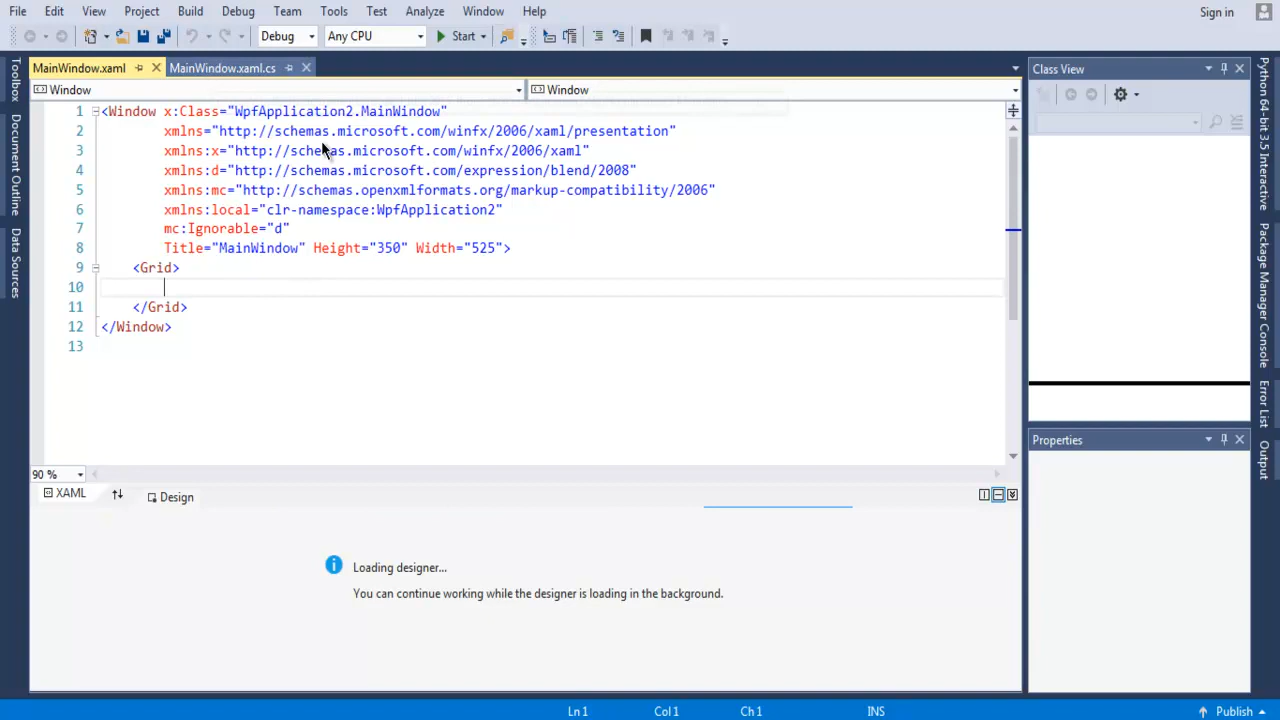 File Edit View Project Build Debug Team Tools Test Analyze Window Help Sign in
Debug Any CPU Start
MainWindow.xaml MainWindow.xaml.cs
Window Window
1 <Window x:Class="WpfApplication2.MainWindow"
2 xmlns="http://schemas.microsoft.com/winfx/2006/xaml/presentation"
3 xmlns:x="http://schemas.microsoft.com/winfx/2006/xaml"
4 xmlns:d="http://schemas.microsoft.com/expression/blend/2008"
5 xmlns:mc="http://schemas.openxmlformats.org/markup-compatibility/2006"
6 xmlns:local="clr-namespace:WpfApplication2"
7 mc:Ignorable="d"
8 Title="MainWindow" Height="350" Width="525">
9 <Grid>
10
11 </Grid>
12 </Window>
13
90 %
XAML Design
Loading designer...
You can continue working while the designer is loading in the background.
Toolbox
Document Outline
Data Sources
Class View
Properties
Python 64-bit 3.5 Interactive
Package Manager Console
Error List
Output
Ln 1 Col 1 Ch 1 INS Publish